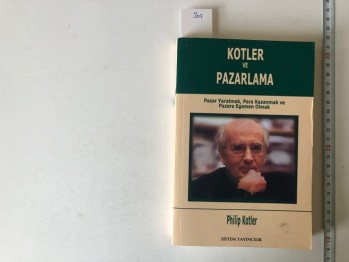 KOTLER
VE
PAZARLAMA
Pazar Yaratmak, Para Kazanmak ve
Pazara Egemen Olmak
Philip Kotler
SİSTEM YAYINCILIK